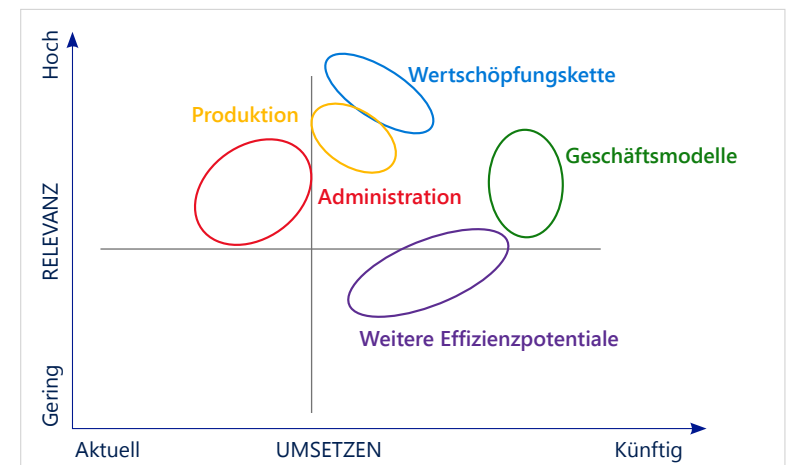 Hoch
Wertschöpfungskette
Produktion
Geschäftsmodelle
Administration
RELEVANZ
Weitere Effizienzpotentiale
Gering
Aktuell
UMSETZEN
Künftig